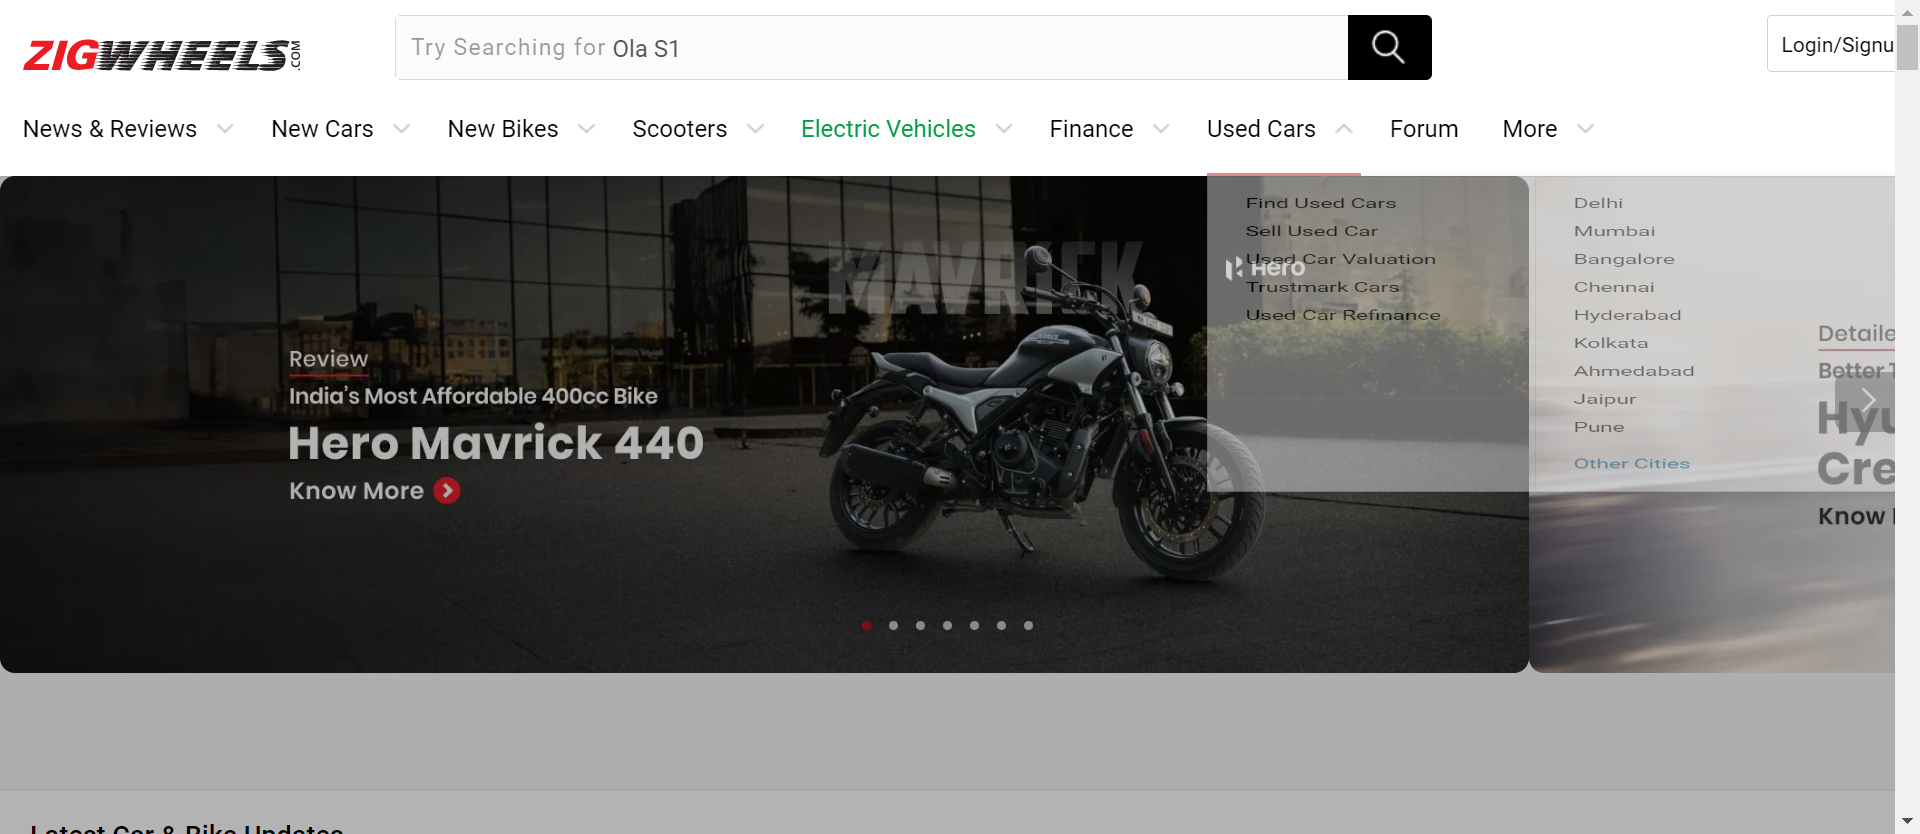 ZIGWHEELS.COM
Try Searching for Ola S1
Login/Signu
News & Reviews
New Cars
New Bikes
Scooters
Electric Vehicles
Finance
Used Cars
Forum
More
MAVRICK
Review
India's Most Affordable 400cc Bike
Hero Mavrick 440
Know More
Hero
Find Used Cars
Sell Used Car
Used Car Valuation
Trustmark Cars
Used Car Refinance
Delhi
Mumbai
Bangalore
Chennai
Hyderabad
Kolkata
Ahmedabad
Jaipur
Pune
Other Cities
Detaile
Better T
Hyu
Cre
Know
Latest Car & Bike Updates